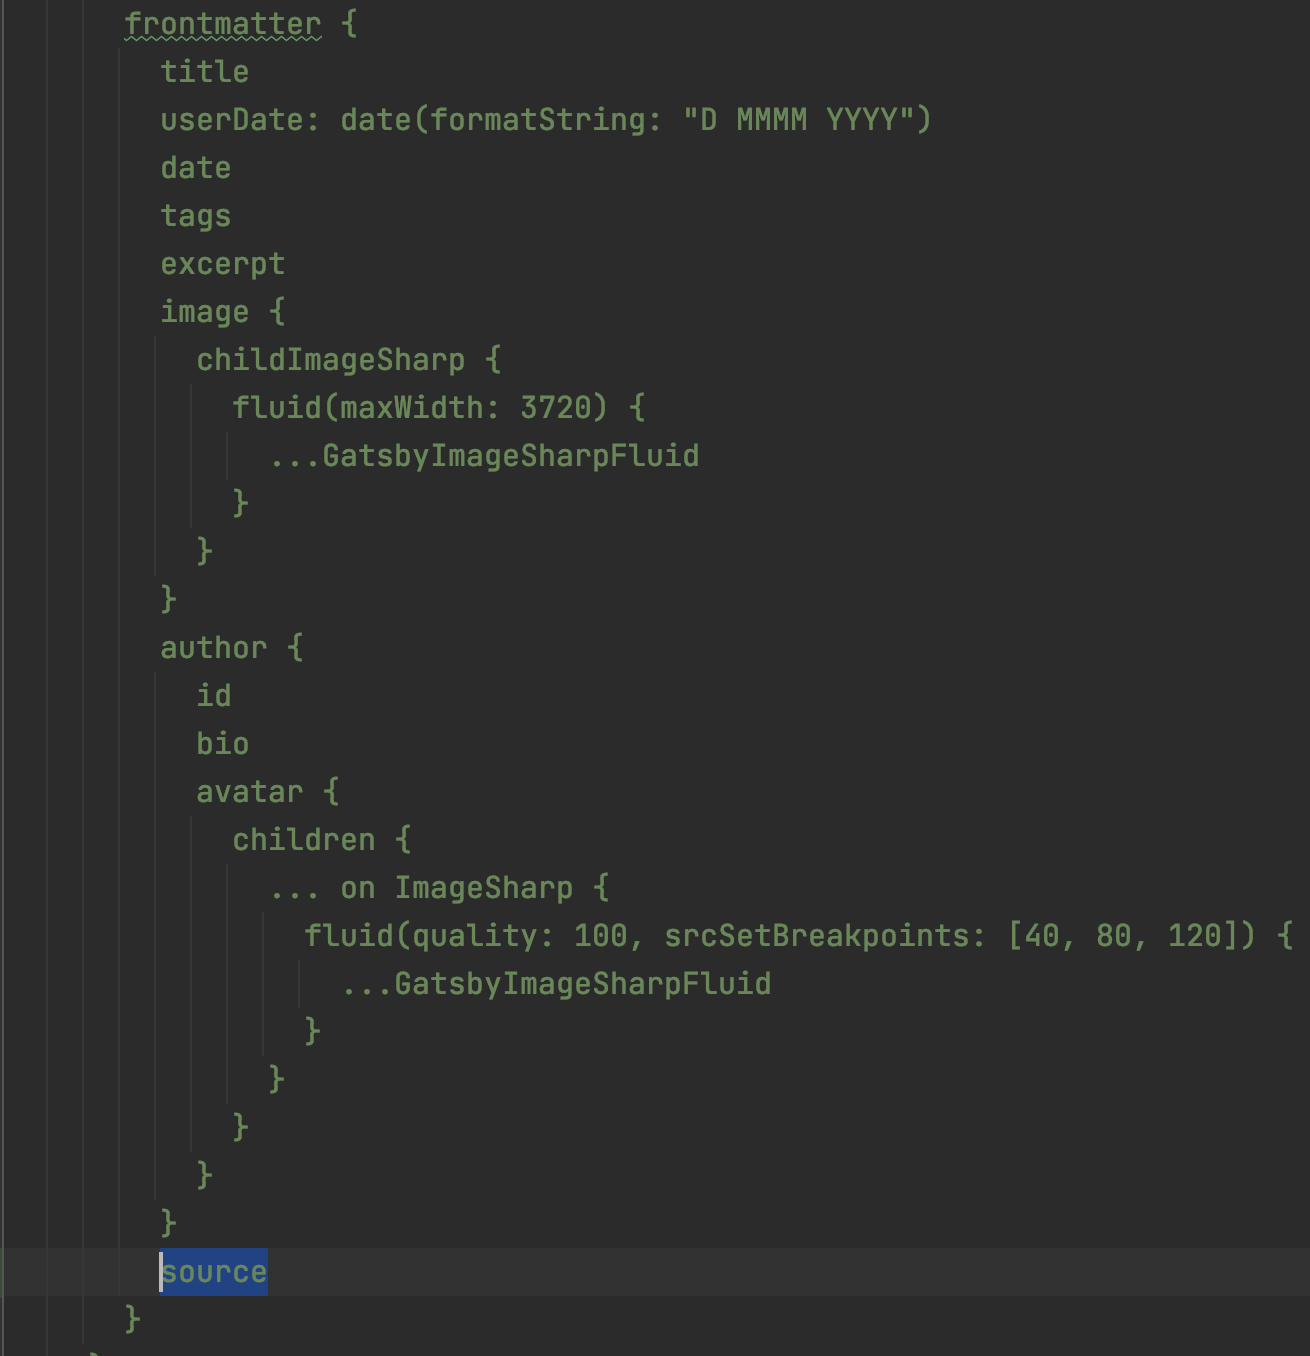 frontmatter {
title
userDate: date(formatString: "D MMMM YYYY")
date
tags
excerpt
image {
childImageSharp {
fluid(maxWidth: 3720) {
...GatsbyImageSharpFluid
}
}
}
author {
id
bio
avatar {
children {
... on ImageSharp {
fluid(quality: 100, srcSetBreakpoints: [40, 80, 120]) {
...GatsbyImageSharpFluid
}
}
}
}
}
source
}